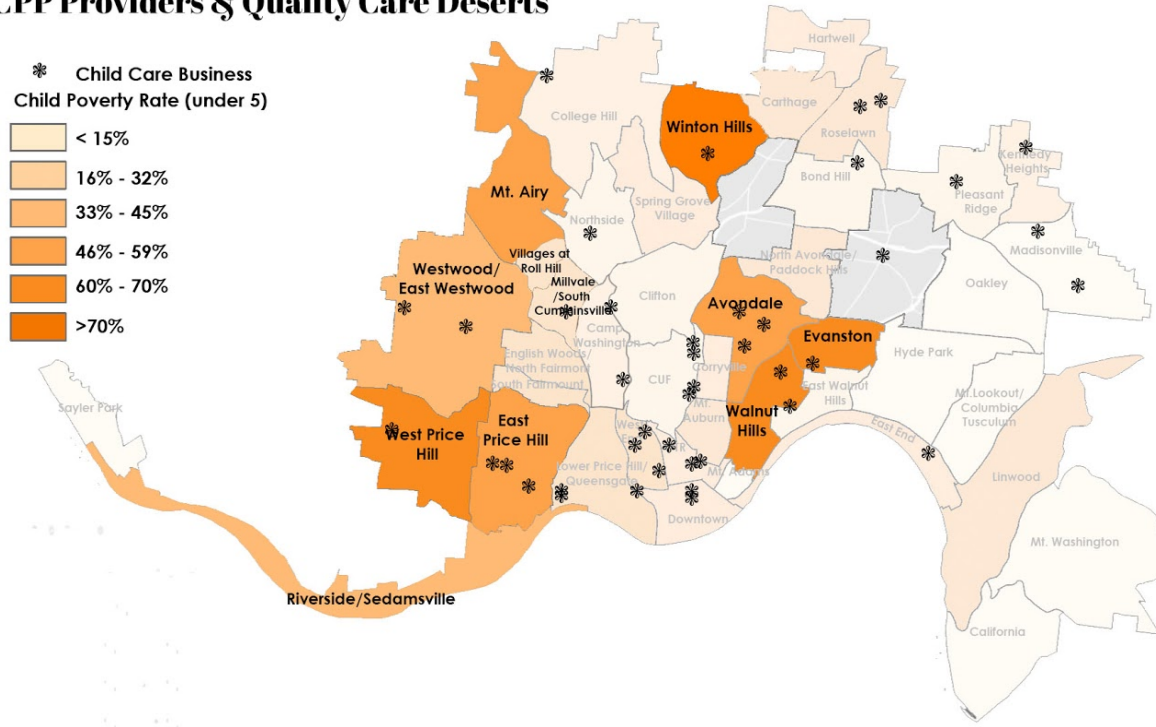 CPP Providers & Quality Care Deserts
Child Care Business
Child Poverty Rate (under 5)
< 15%
16% - 32%
33% - 45%
46% - 59%
60% - 70%
>70%
Hartwell
Carthage
College Hill
Winton Hills
Roselawn
Kennedy
Heights
Bond Hill
Mt. Airy
Pleasant
Ridge
Spring Grove
Village
Northside
Madisonville
Villages at
Roll Hill
North Avondale/
Paddock Hills
Westwood/
East Westwood
Millvale
/South
Cumminsville
Oakley
Clifton
Avondale
Camp
Washington
Evanston
English Woods/
North Fairmont
Hyde Park
Corryville
CUF
South Fairmount
East Walnut
Hills
Mt.Lookout/
Columbia
Tusculum
Sayler Park
Mt.
Auburn
Walnut
Hills
East
Price Hill
West Price
Hill
West
East End
Lower Price Hill/
Queensgate
Mt. Adams
Linwood
Downtown
Mt. Washington
Riverside/Sedamsville
California